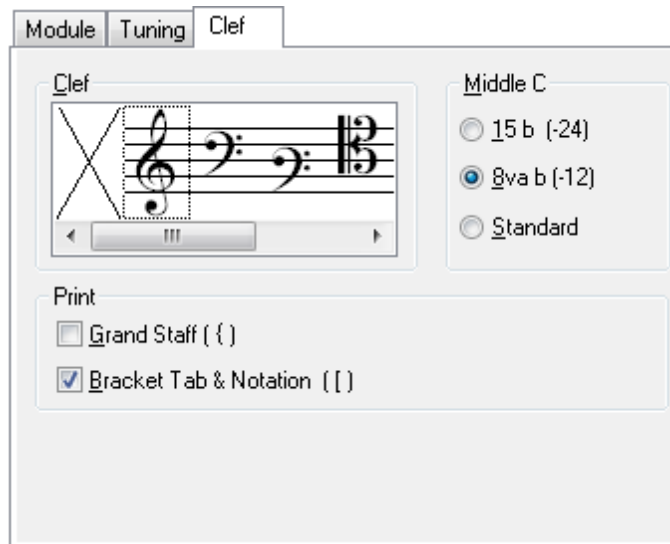 Module Tuning Clef
Clef
Middle C
15 b (-24)
8va b (-12)
Standard
Print
Grand Staff ( { )
Bracket Tab & Notation ( [ )